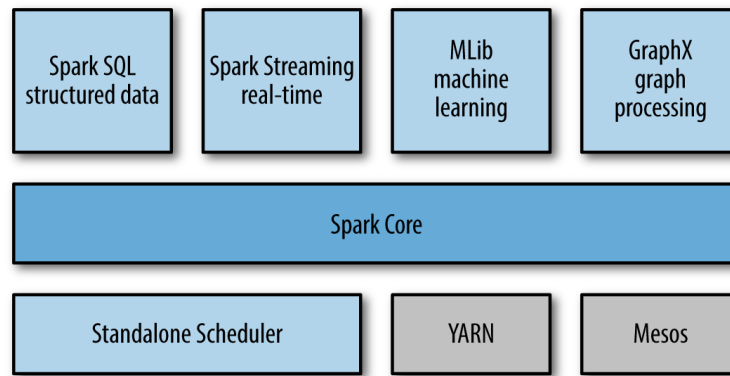 Spark SQL
structured data
Spark Streaming
real-time
MLib
machine
learning
GraphX
graph
processing
Spark Core
Standalone Scheduler
YARN
Mesos